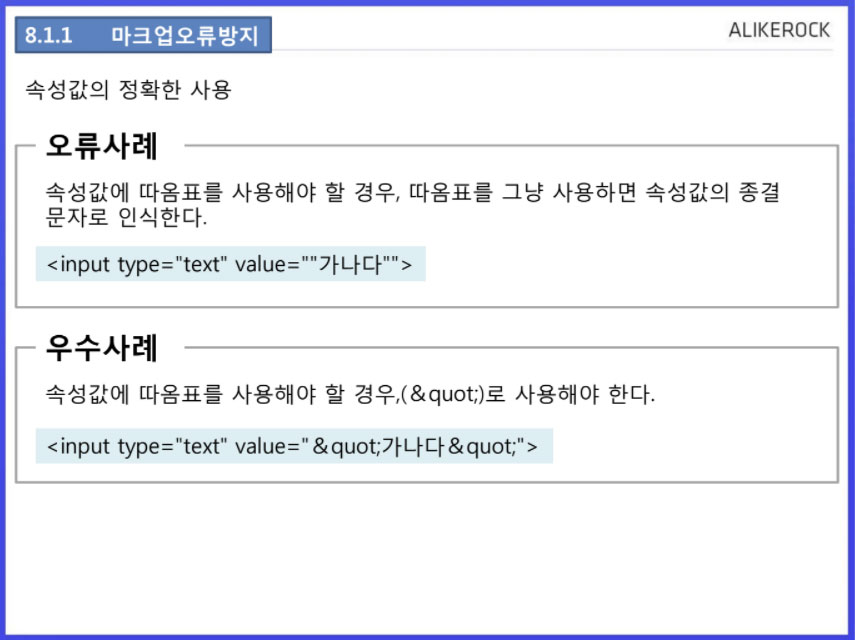 8.1.1 마크업오류방지
ALIKEROCK
속성값의 정확한 사용
오류사례
속성값에 따옴표를 사용해야 할 경우, 따옴표를 그냥 사용하면 속성값의 종결
문자로 인식한다.
<input type="text" value=""가나다"">
우수사례
속성값에 따옴표를 사용해야 할 경우,(&quot;)로 사용해야 한다.
<input type="text" value="&quot;가나다&quot;">